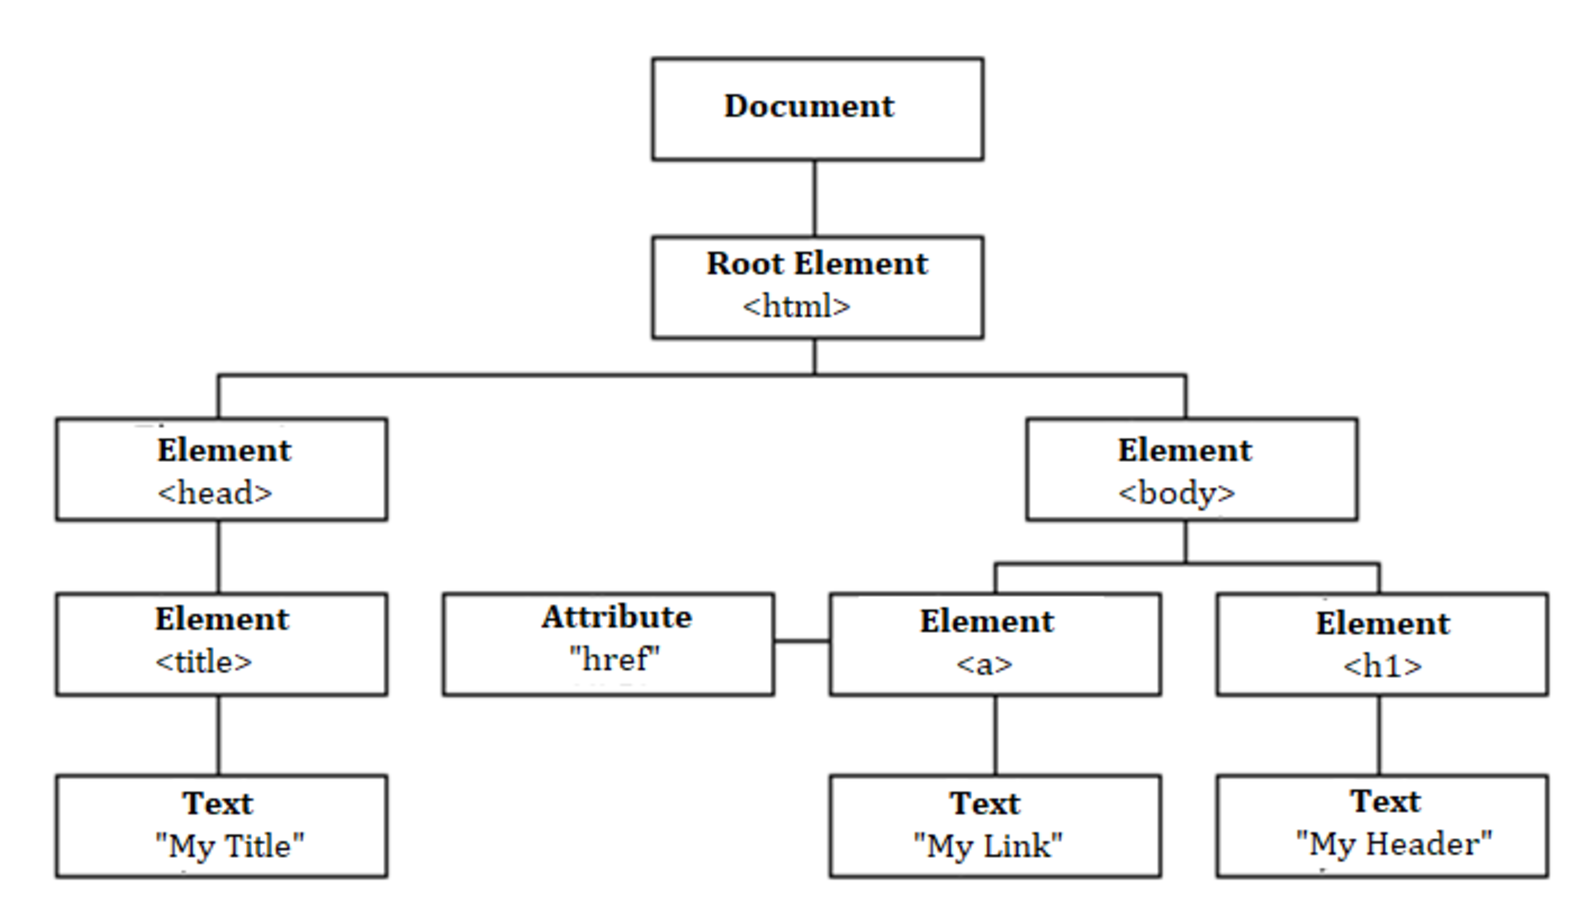 Document
Root Element
<html>
Element
<head>
Element
<body>
Element
<title>
Attribute
"href"
Element
<a>
Element
<h1>
Text
"My Title"
Text
"My Link"
Text
"My Header"